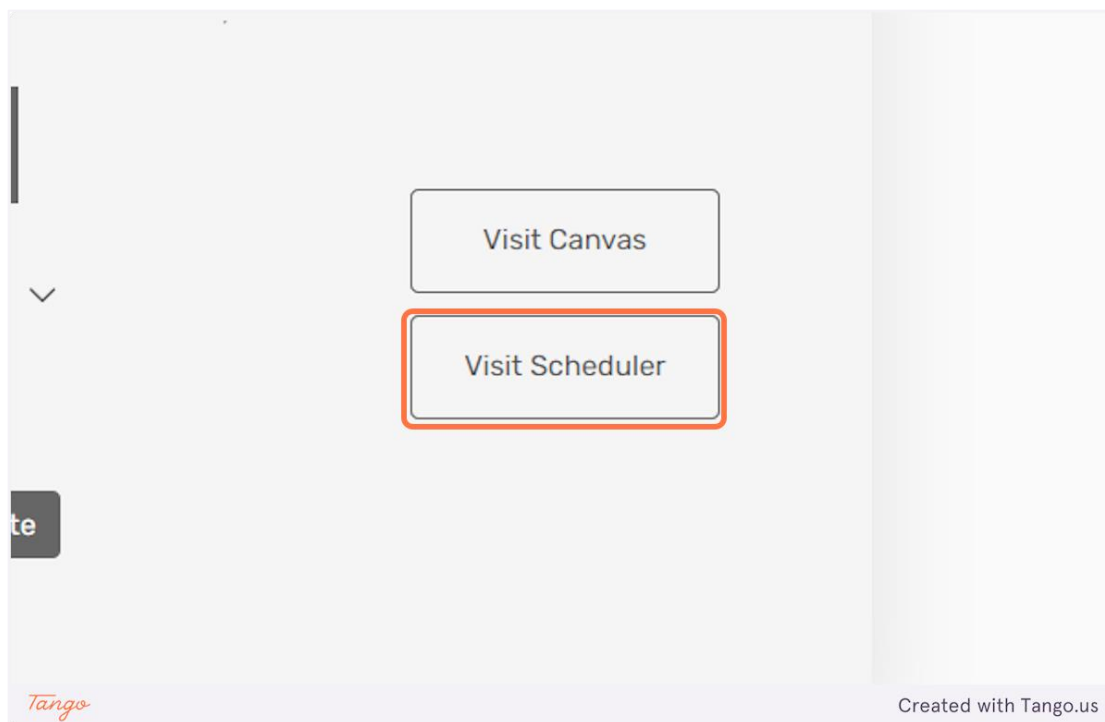 Visit Canvas
Visit Scheduler
te
Tango
Created with Tango.us